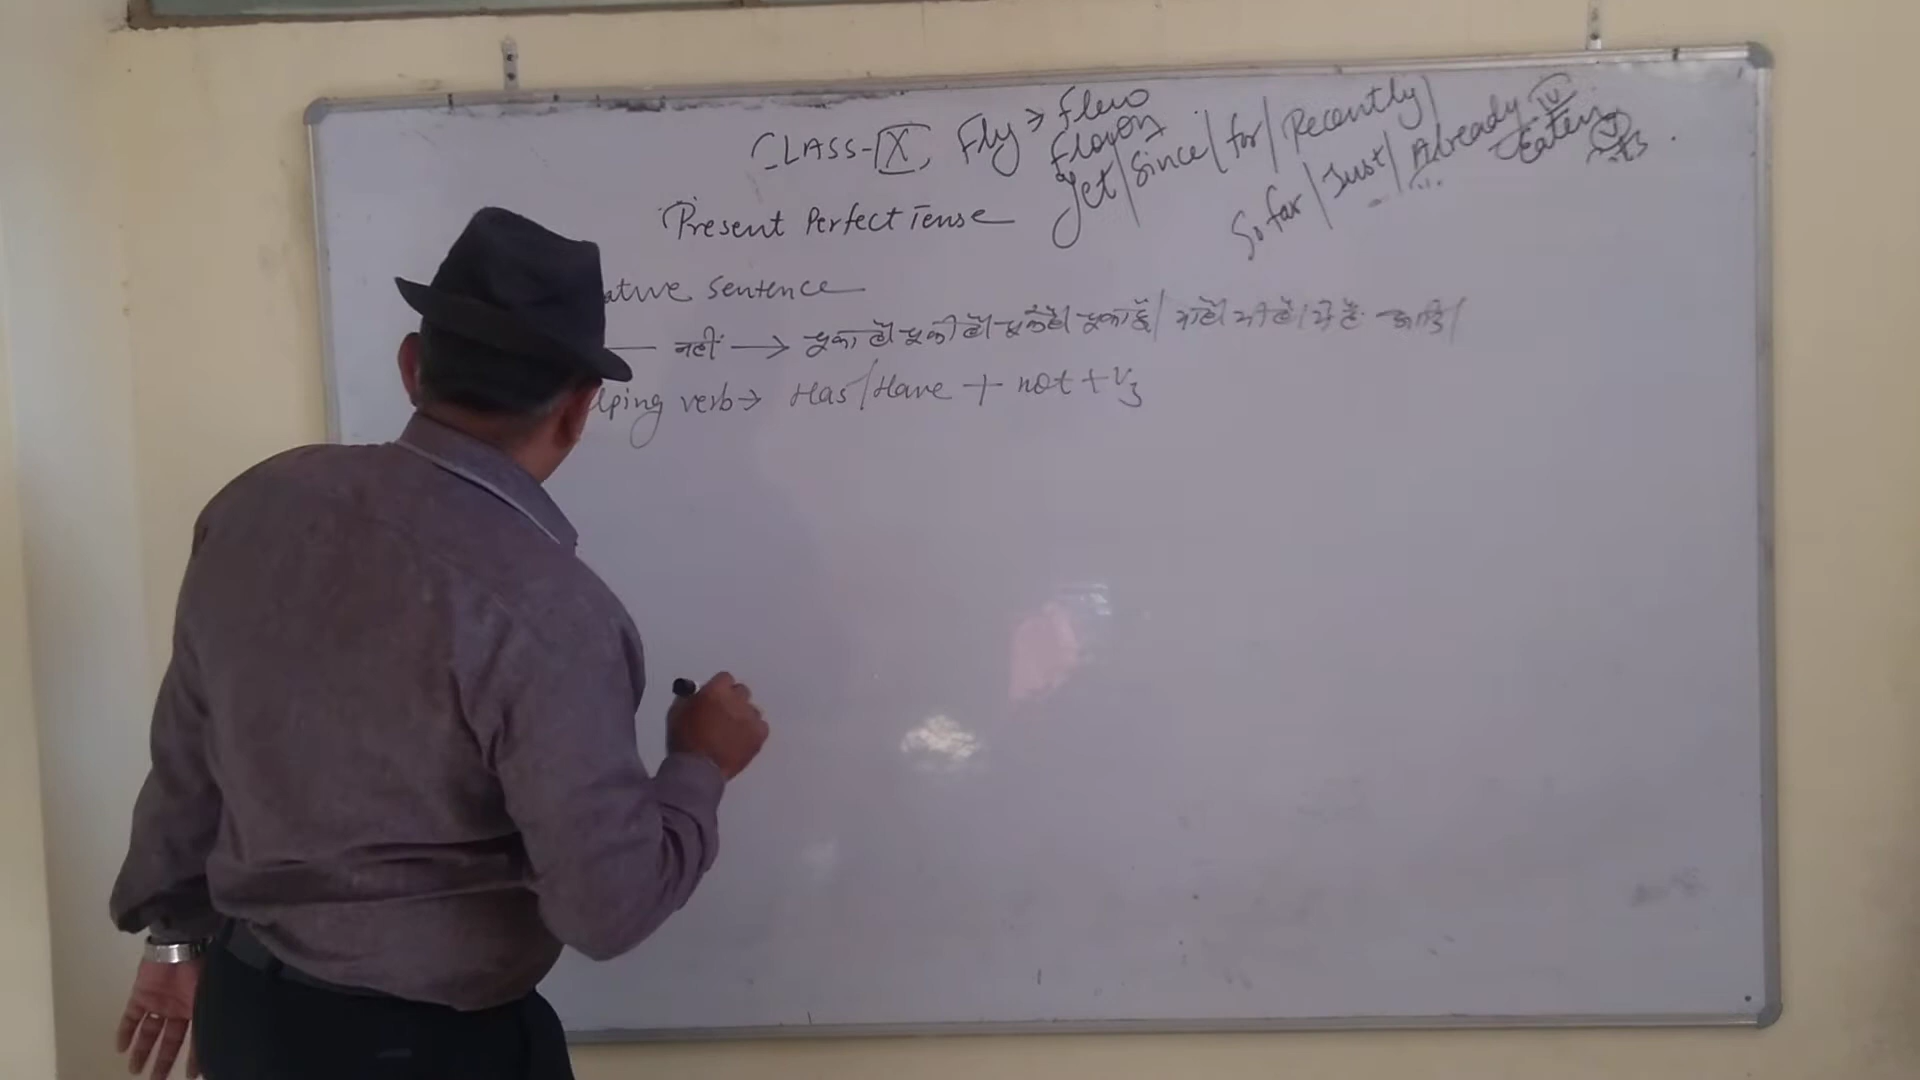 CLASS-X, Fly → Flew
Flown
Yet/Since/for/Recently/
So far/Just/Already
Eaten
Present Perfect Tense
ative Sentence
नहीं → चुका है। चुकी है। चुके है। चुका हूँ/ या है। यी है। ये हैं आदि/
lping verb → Has/Have + not + V3